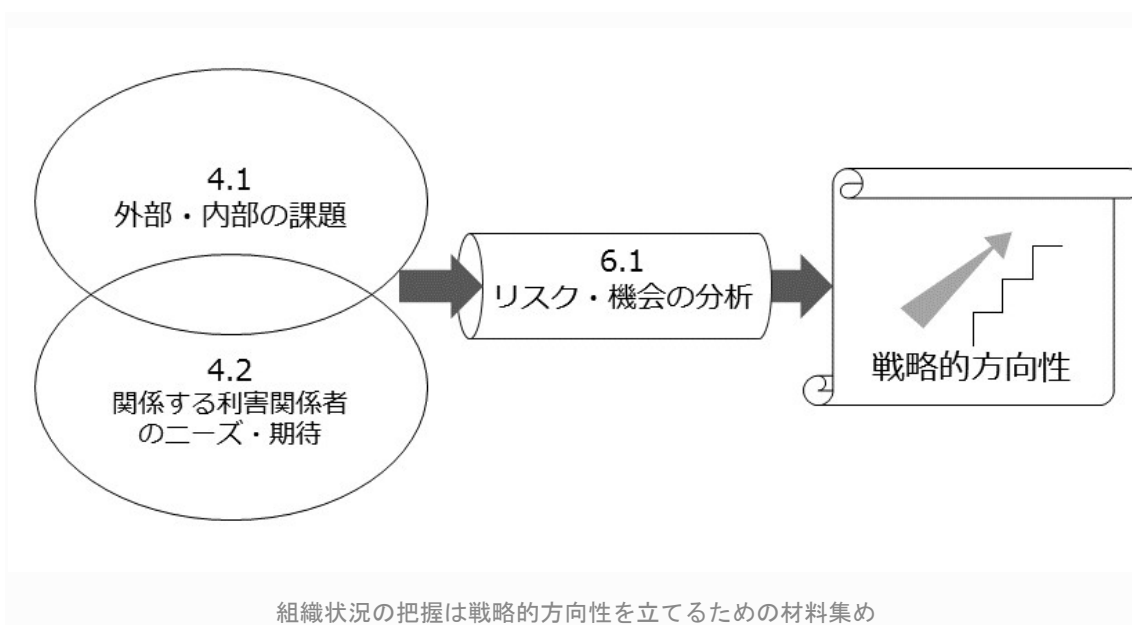 4.1
外部・内部の課題
4.2
関係する利害関係者
のニーズ・期待
6.1
リスク・機会の分析
戦略的方向性
組織状況の把握は戦略的方向性を立てるための材料集め